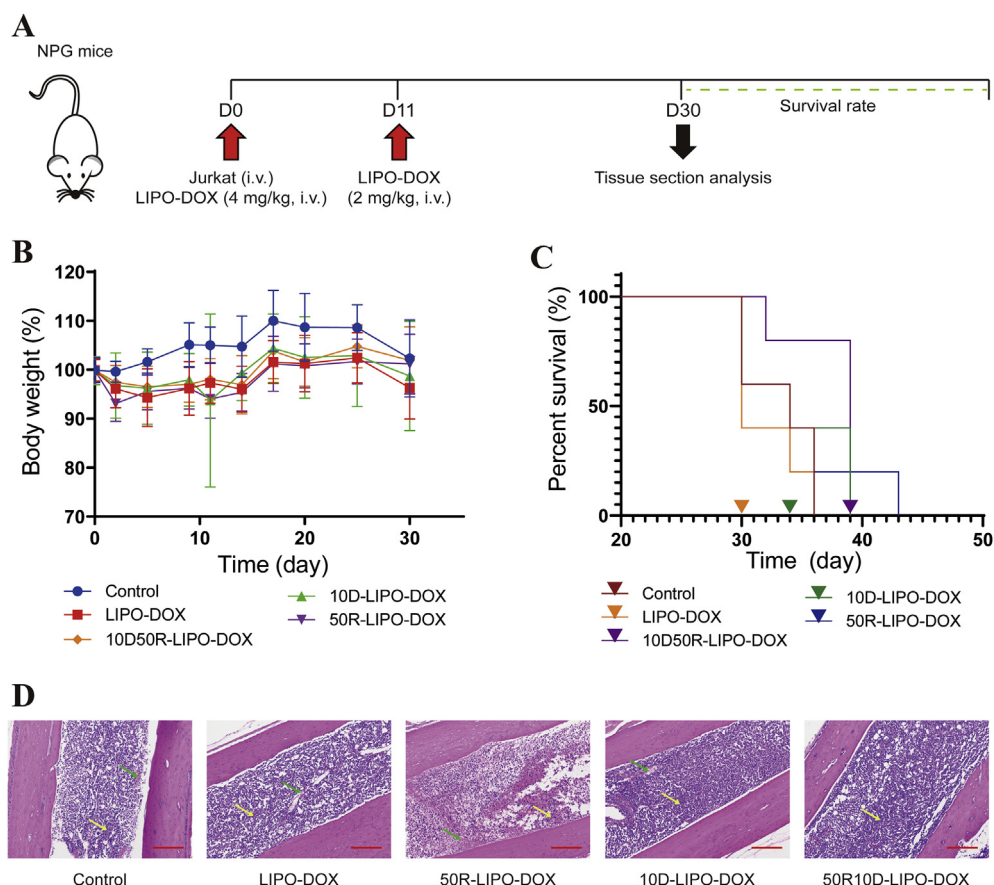 A
NPG mice
D0
D11
D30
Survival rate
Jurkat (i.v.)
LIPO-DOX (4 mg/kg, i.v.)
LIPO-DOX
(2 mg/kg, i.v.)
Tissue section analysis
B
120
110
100
90
80
70
Body weight (%)
0
10
20
30
Time (day)
Control
LIPO-DOX
10D50R-LIPO-DOX
10D-LIPO-DOX
50R-LIPO-DOX
C
100
50
0
Percent survival (%)
20
30
40
50
Time (day)
Control
LIPO-DOX
10D50R-LIPO-DOX
10D-LIPO-DOX
50R-LIPO-DOX
D
Control
LIPO-DOX
50R-LIPO-DOX
10D-LIPO-DOX
50R10D-LIPO-DOX